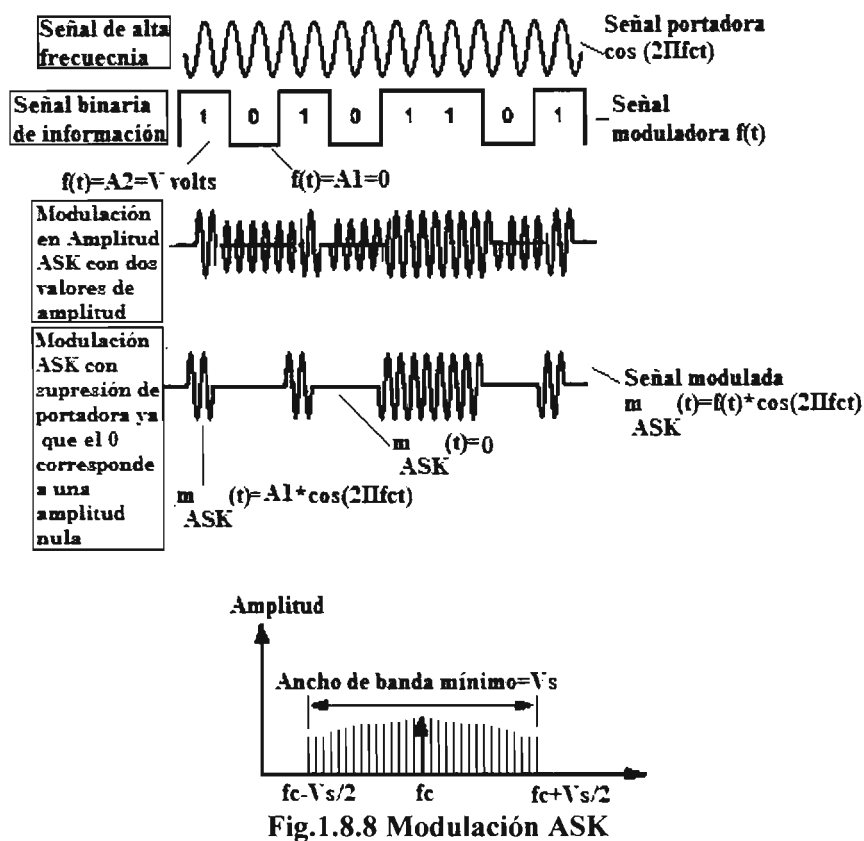 Señal de alta
frecuecnia
Señal portadora
cos (2Πfct)
Señal binaria
de información
1 0 1 0 1 1 0 1
Señal
moduladora f(t)
f(t)=A2=V volts
f(t)=A1=0
Modulación
en Amplitud
ASK con dos
valores de
amplitud
Modulación
ASK con
supresión de
portadora ya
que el 0
corresponde
a una
amplitud
nula
Señal modulada
m (t)=f(t)*cos(2Πfct)
ASK
m (t)=0
ASK
m (t)=A1*cos(2Πfct)
ASK
Amplitud
Ancho de banda mínimo=Vs
fc-Vs/2 fc fc+Vs/2
Fig.1.8.8 Modulación ASK